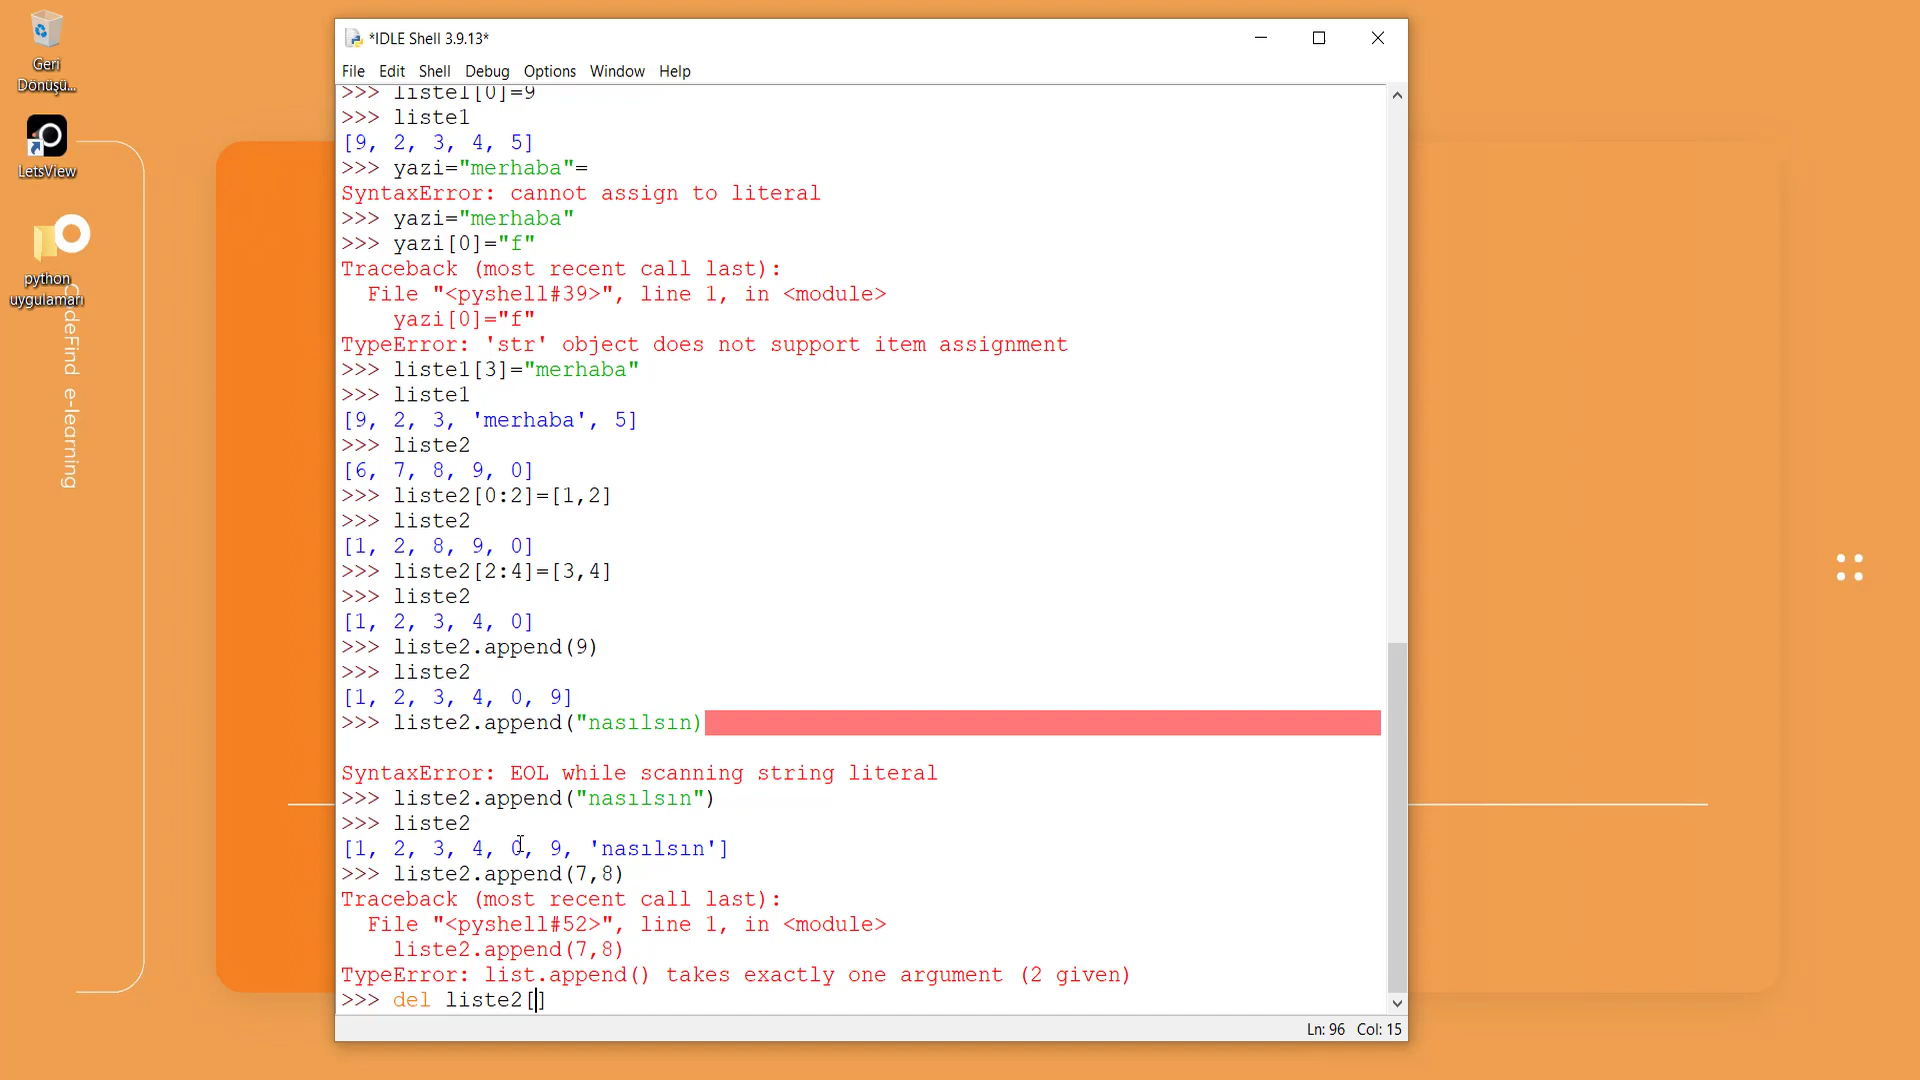 Geri
Dönüşü...
LetsView
python
uygulamaları
deFind e-learning
*IDLE Shell 3.9.13*
File Edit Shell Debug Options Window Help
>>> liste1[0]=9
>>> liste1
[9, 2, 3, 4, 5]
>>> yazi="merhaba"=
SyntaxError: cannot assign to literal
>>> yazi="merhaba"
>>> yazi[0]="f"
Traceback (most recent call last):
  File "<pyshell#39>", line 1, in <module>
    yazi[0]="f"
TypeError: 'str' object does not support item assignment
>>> liste1[3]="merhaba"
>>> liste1
[9, 2, 3, 'merhaba', 5]
>>> liste2
[6, 7, 8, 9, 0]
>>> liste2[0:2]=[1,2]
>>> liste2
[1, 2, 8, 9, 0]
>>> liste2[2:4]=[3,4]
>>> liste2
[1, 2, 3, 4, 0]
>>> liste2.append(9)
>>> liste2
[1, 2, 3, 4, 0, 9]
>>> liste2.append("nasılsın)
SyntaxError: EOL while scanning string literal
>>> liste2.append("nasılsın")
>>> liste2
[1, 2, 3, 4, 0, 9, 'nasılsın']
>>> liste2.append(7,8)
Traceback (most recent call last):
  File "<pyshell#52>", line 1, in <module>
    liste2.append(7,8)
TypeError: list.append() takes exactly one argument (2 given)
>>> del liste2[]
Ln: 96 Col: 15